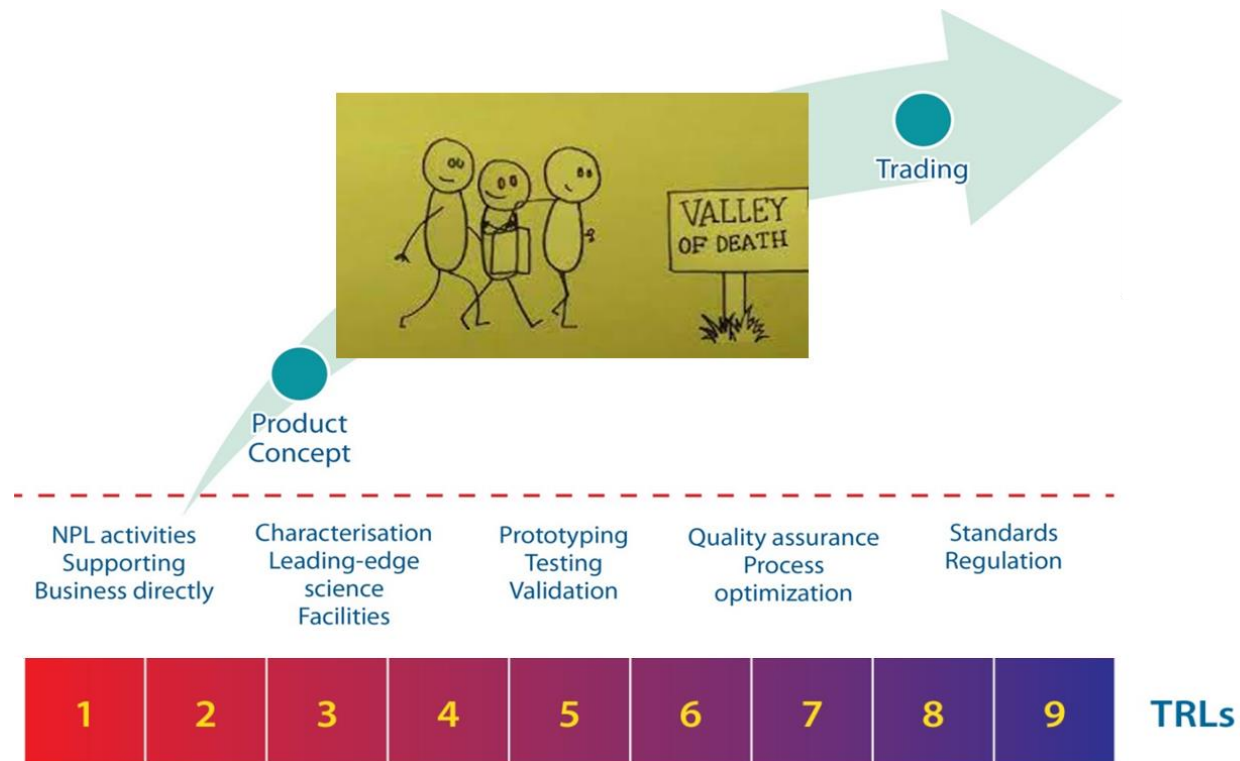 VALLEY
OF DEATH
Trading
Product
Concept
NPL activities
Supporting
Business directly
Characterisation
Leading-edge
science
Facilities
Prototyping
Testing
Validation
Quality assurance
Process
optimization
Standards
Regulation
1 2 3 4 5 6 7 8 9 TRLs